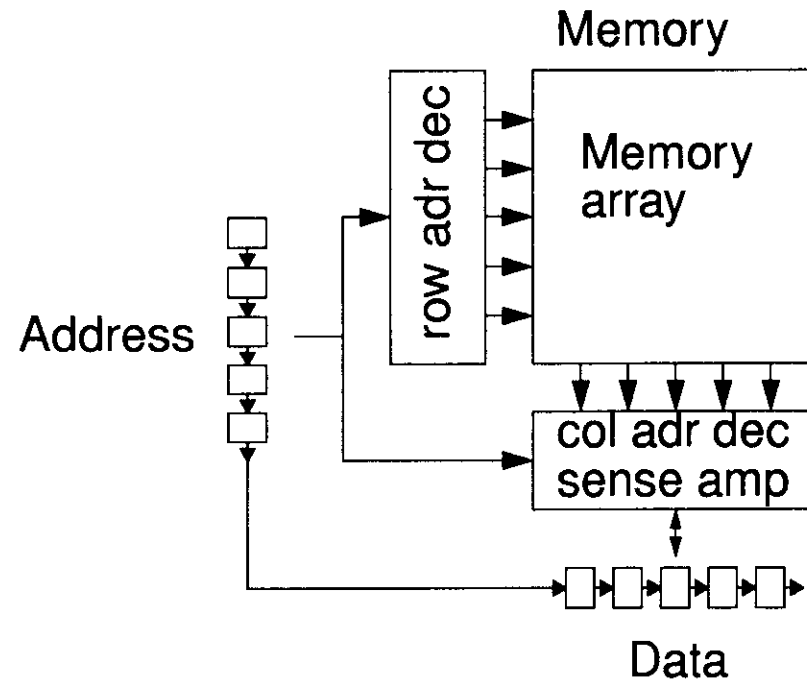 Memory
row adr dec
Memory
array
Address
col adr dec
sense amp
Data